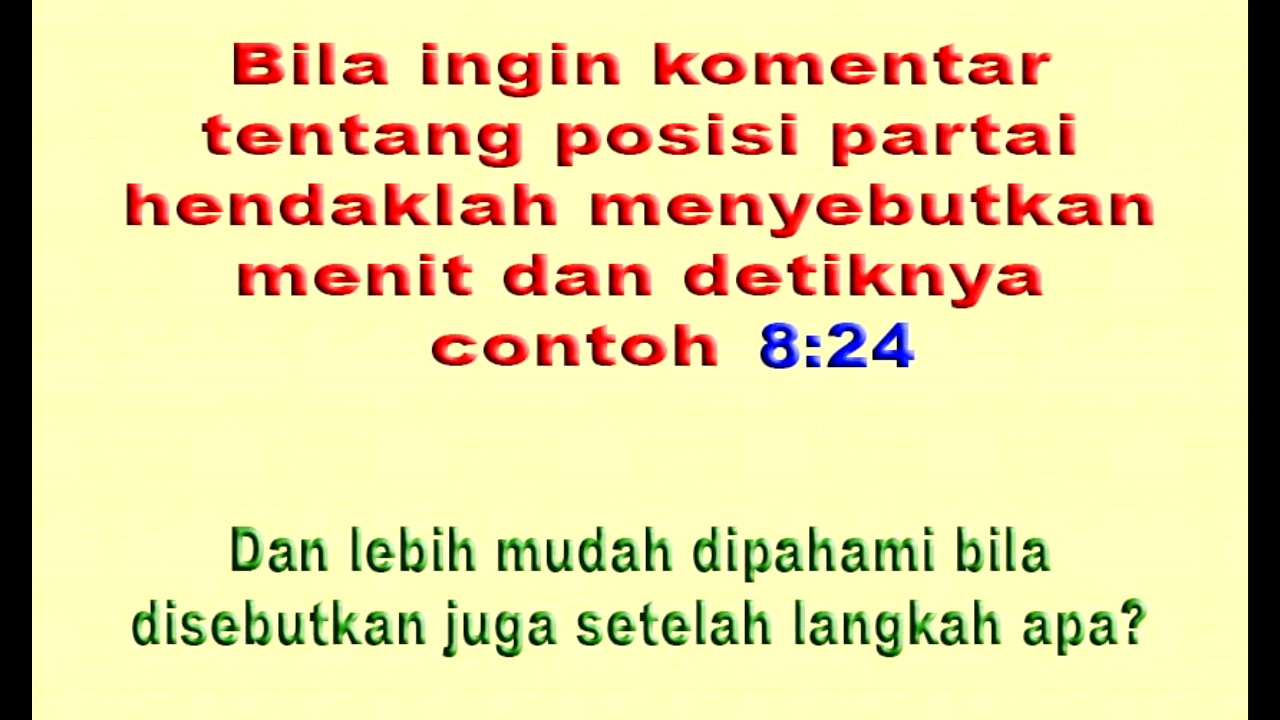 Bila ingin komentar
tentang posisi partai
hendaklah menyebutkan
menit dan detiknya
contoh 8:24
Dan lebih mudah dipahami bila
disebutkan juga setelah langkah apa?